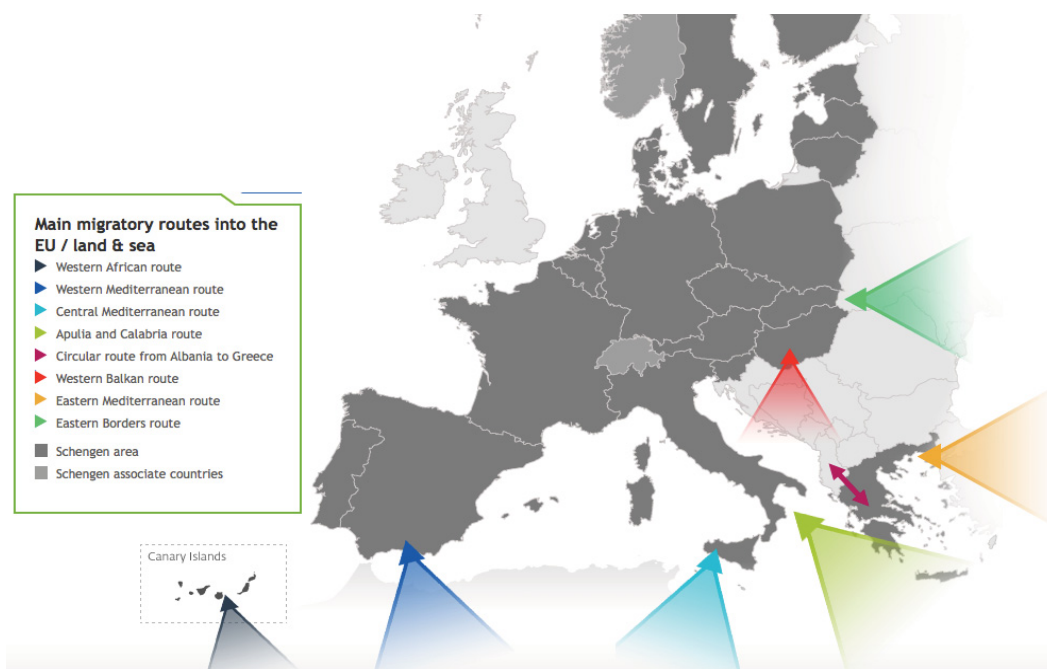 Main migratory routes into the
EU / land & sea
Western African route
Western Mediterranean route
Central Mediterranean route
Apulia and Calabria route
Circular route from Albania to Greece
Western Balkan route
Eastern Mediterranean route
Eastern Borders route
Schengen area
Schengen associate countries
Canary Islands